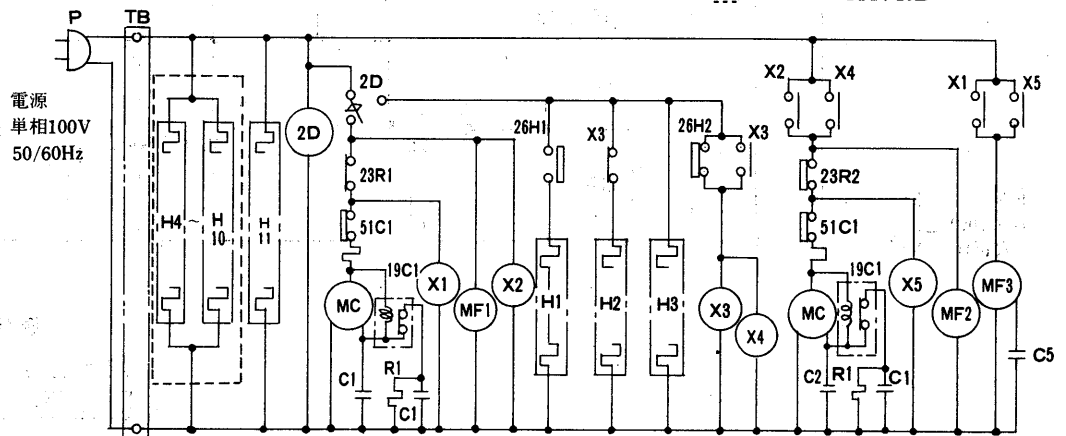 P
TB
電源
単相100V
50/60Hz
H4
~
H
10
H
11
2D
2D
23R1
51C1
19C1
MC
C1
R1
C1
X1
MF1
X2
26H1
H1
X3
H2
H3
26H2
X3
X3
X4
X2
X4
23R2
51C1
19C1
MC
C2
R1
C1
X5
MF2
X1
X5
MF3
C5